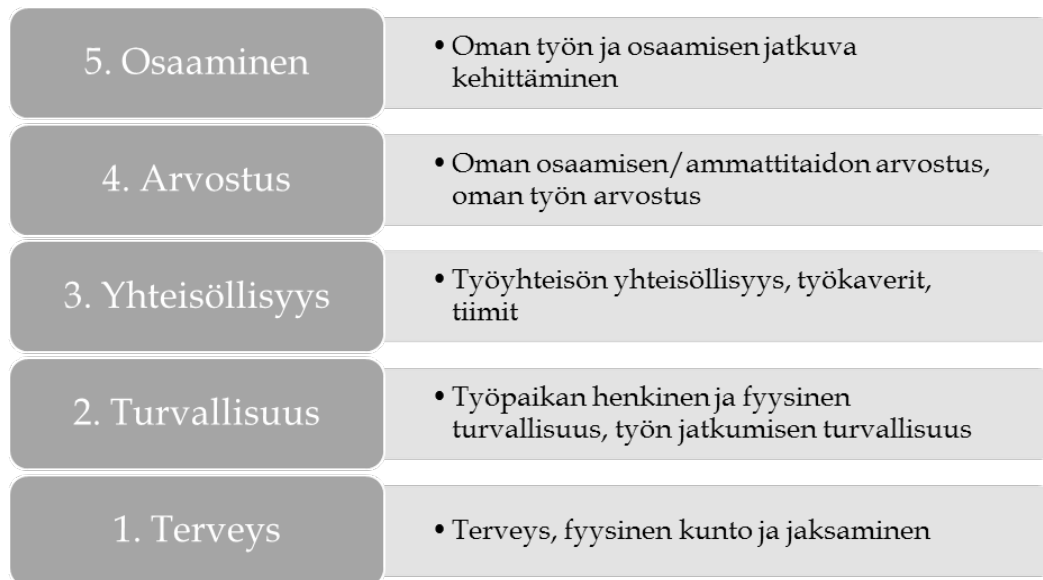 5. Osaaminen
• Oman työn ja osaamisen jatkuva
kehittäminen
4. Arvostus
• Oman osaamisen/ammattitaidon arvostus,
oman työn arvostus
3. Yhteisöllisyys
• Työyhteisön yhteisöllisyys, työkaverit,
tiimit
2. Turvallisuus
• Työpaikan henkinen ja fyysinen
turvallisuus, työn jatkumisen turvallisuus
1. Terveys
• Terveys, fyysinen kunto ja jaksaminen